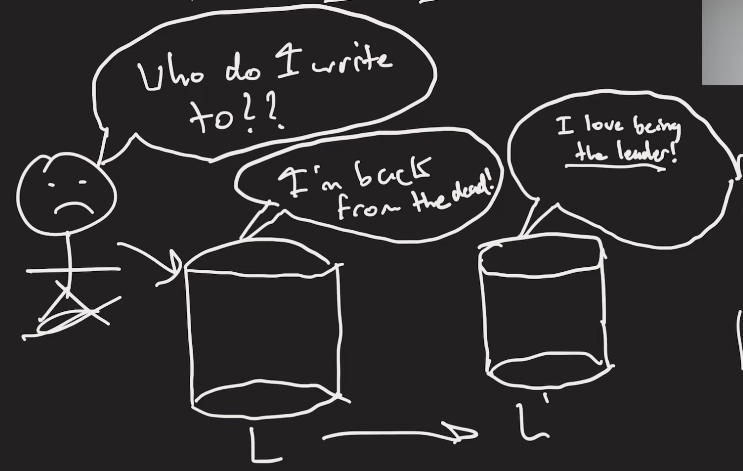 Who do I write
to??
I'm back
from the dead!
I love being
the leader!
L
L'